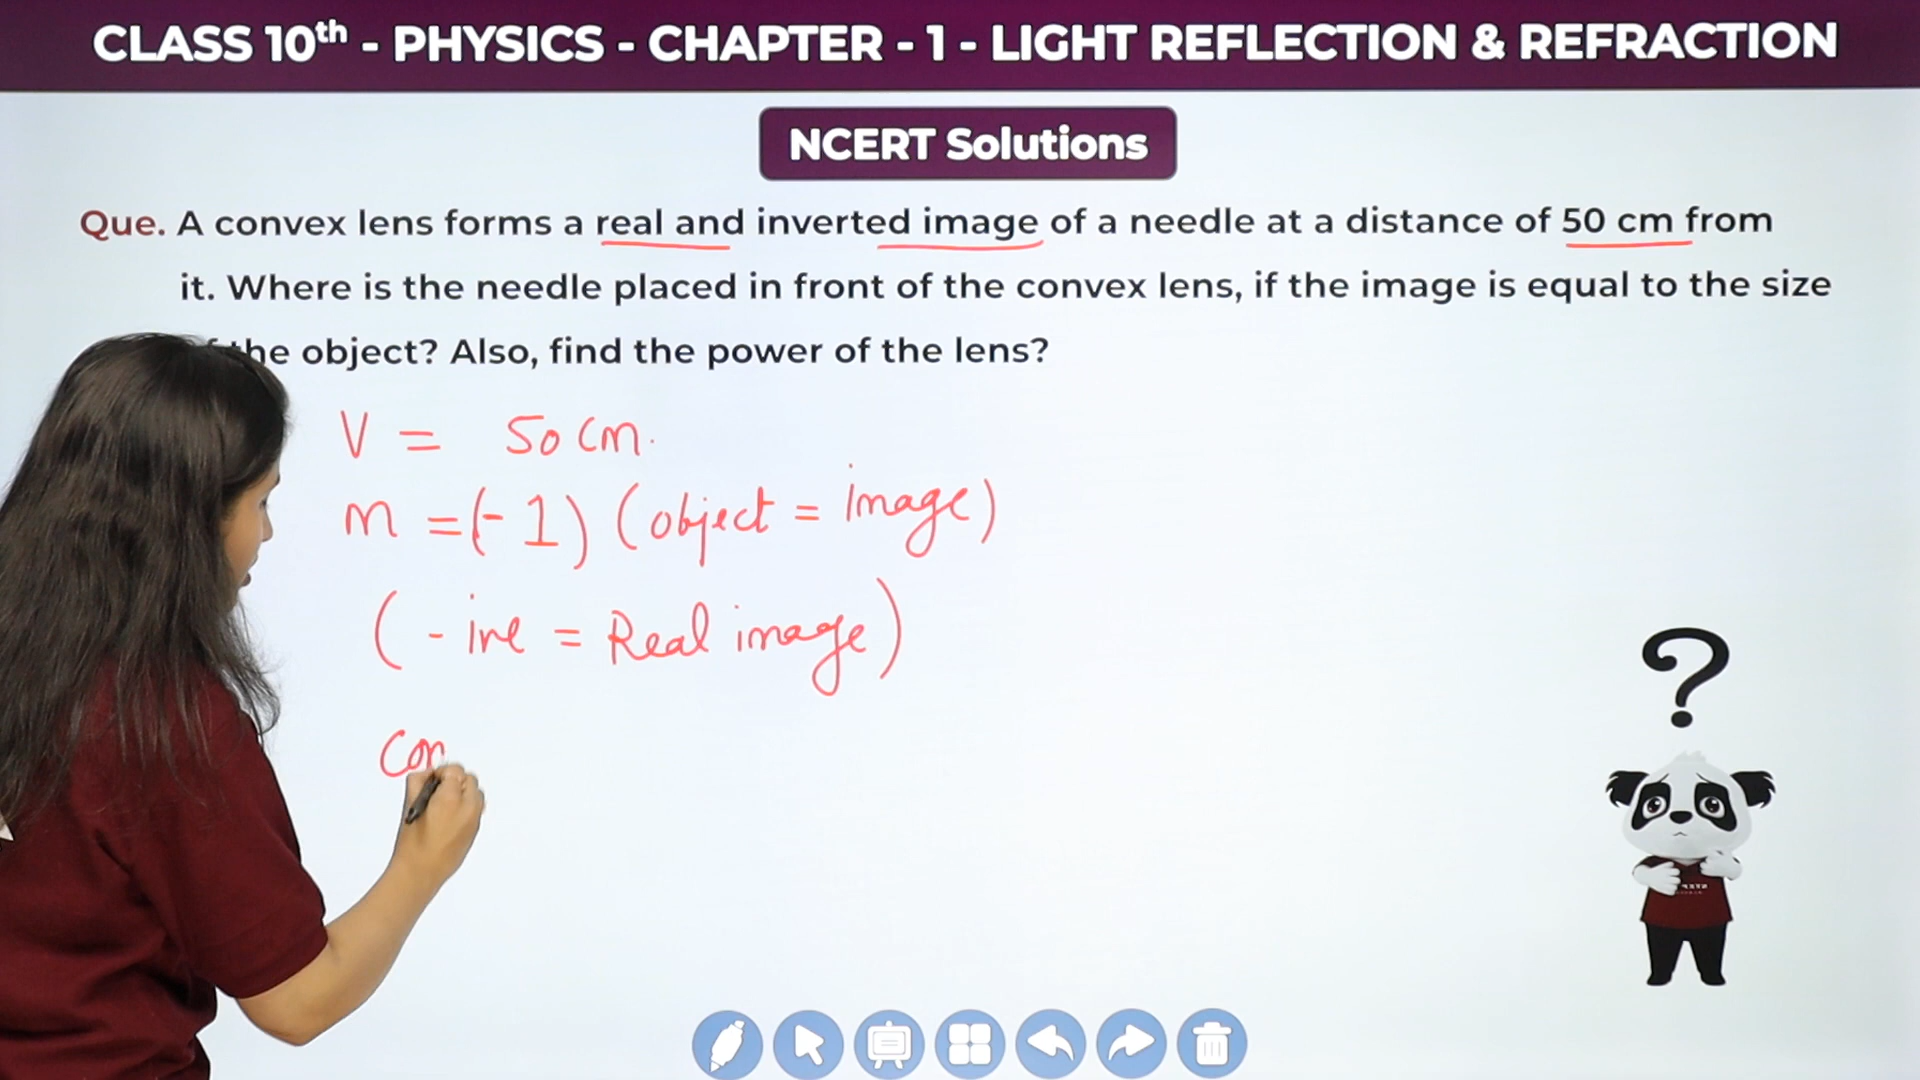 CLASS 10th - PHYSICS - CHAPTER - 1 - LIGHT REFLECTION & REFRACTION
NCERT Solutions
Que. A convex lens forms a real and inverted image of a needle at a distance of 50 cm from
it. Where is the needle placed in front of the convex lens, if the image is equal to the size
the object? Also, find the power of the lens?
V = 50 cm.
m = (-1) (object = image)
(- ive = Real image)
con
?